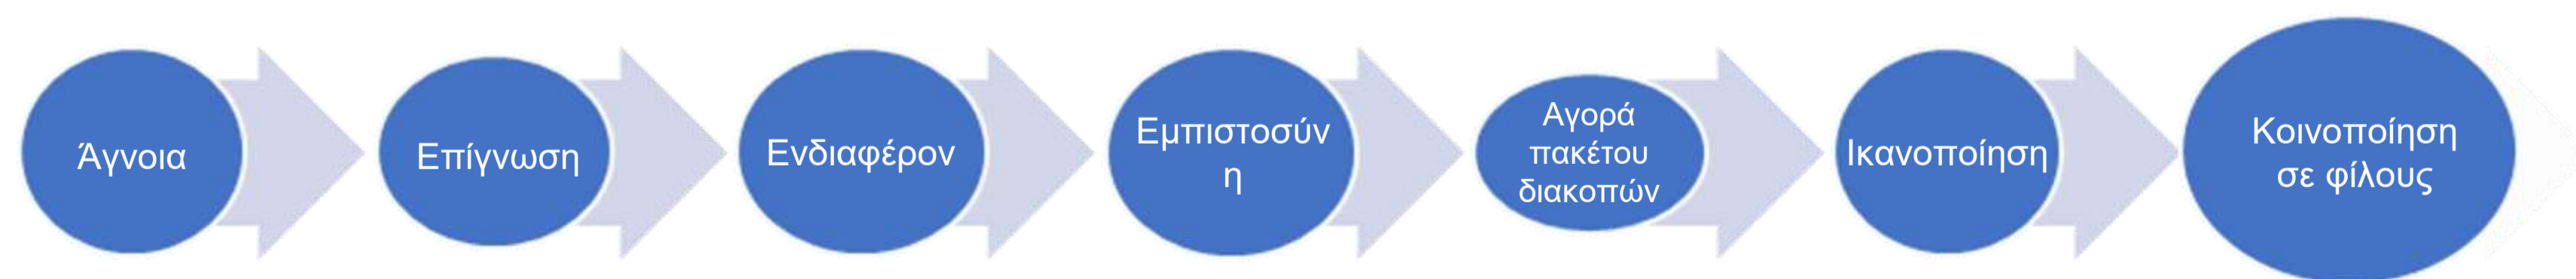 Άγνοια
Επίγνωση
Ενδιαφέρον
Εμπιστοσύν
η
Αγορά
πακέτου
διακοπών
Ικανοποίηση
Κοινοποίηση
σε φίλους